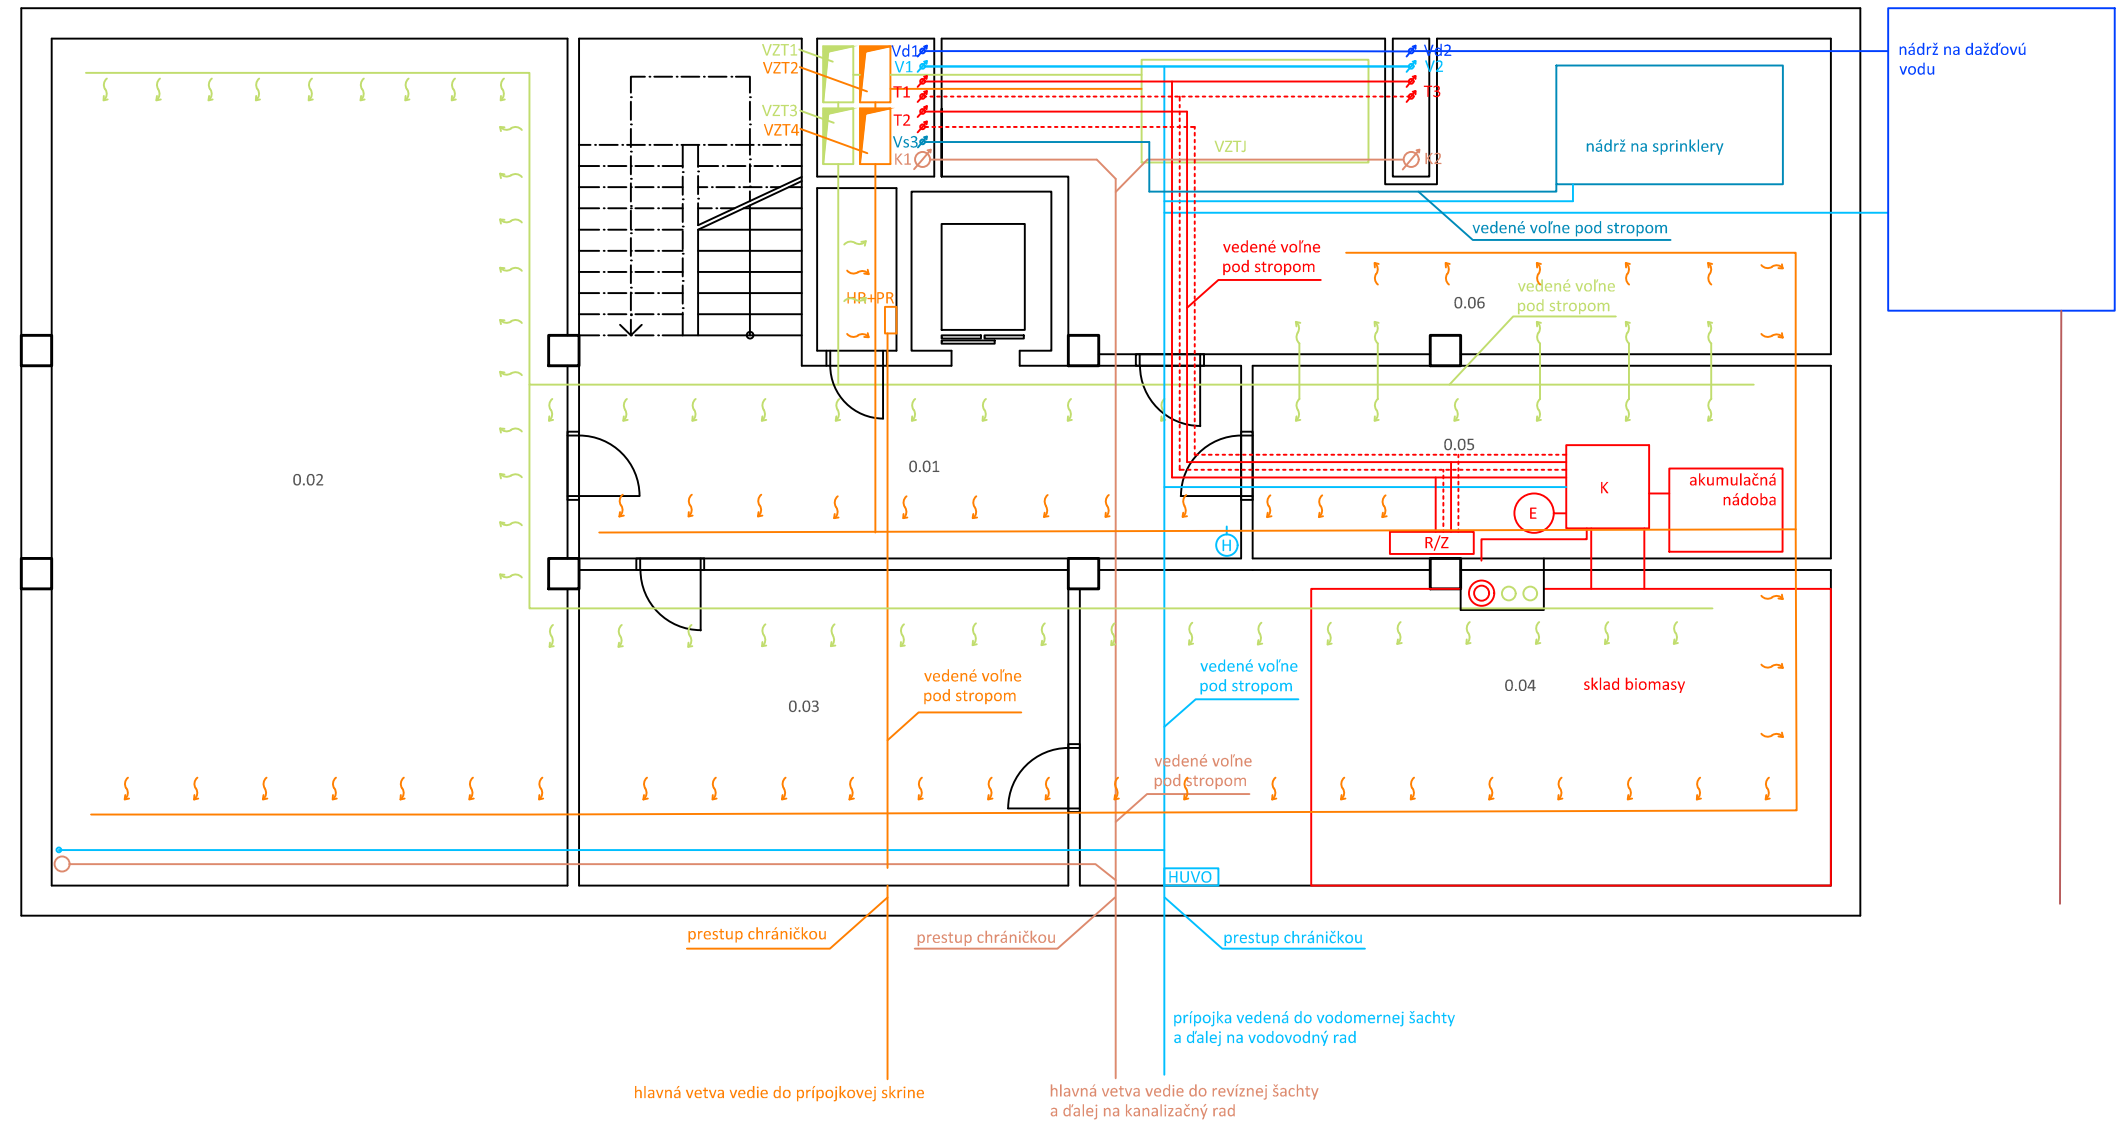 VZT1
VZT2
VZT3
VZT4
Vd1
V1
T1
T2
Vs3
K1
Vd2
V2
T3
K2
VZTJ
nádrž na sprinklery
nádrž na dažďovú
vodu
vedené voľne pod stropom
vedené voľne
pod stropom
vedené voľne
pod stropom
HR+PR
0.06
0.05
0.02
0.01
K
E
akumulačná
nádoba
R/Z
H
vedené voľne
pod stropom
vedené voľne
pod stropom
0.03
0.04
sklad biomasy
vedené voľne
pod stropom
HUVO
prestup chráničkou
prestup chráničkou
prestup chráničkou
prípojka vedená do vodomernej šachty
a ďalej na vodovodný rad
hlavná vetva vedie do prípojkovej skrine
hlavná vetva vedie do revíznej šachty
a ďalej na kanalizačný rad